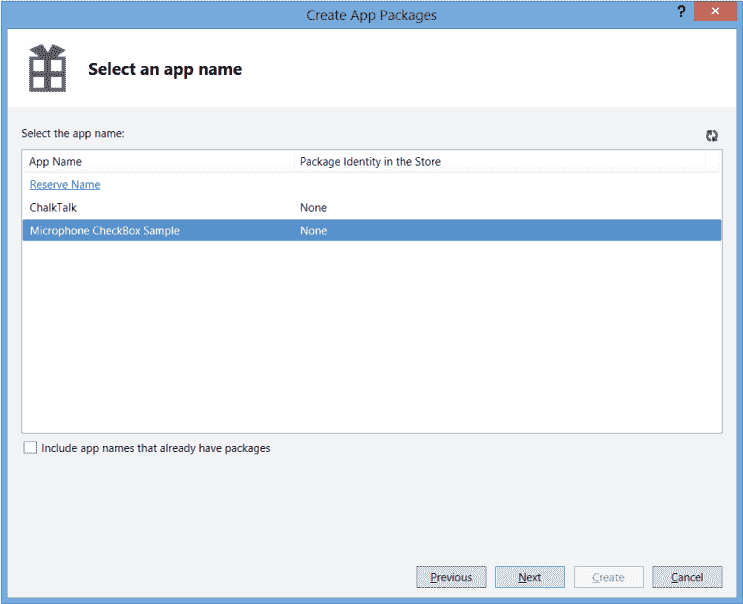 Create App Packages
?
Select an app name
Select the app name:
App Name Package Identity in the Store
Reserve Name
ChalkTalk None
Microphone CheckBox Sample None
Include app names that already have packages
Previous Next Create Cancel